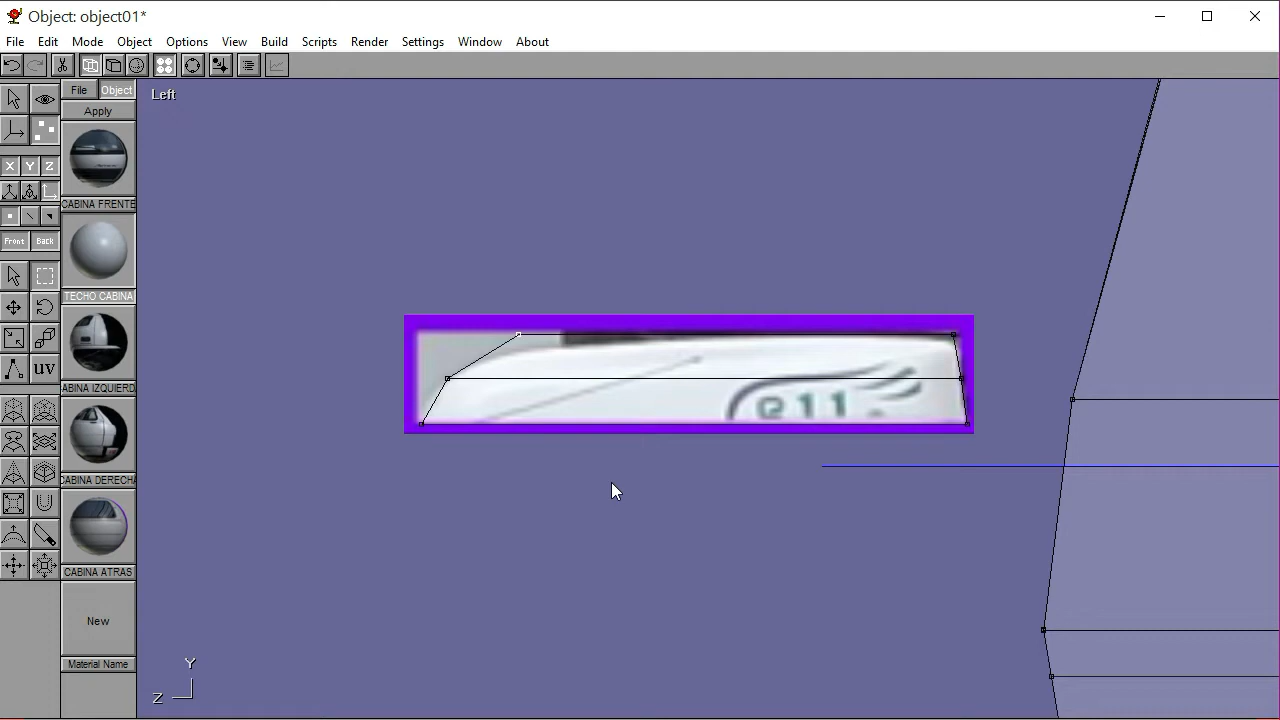 Object: object01*
File Edit Mode Object Options View Build Scripts Render Settings Window About
File Object
Apply
Left
X Y Z
CABINA FRENTE
Front Back
TECHO CABINA
UV
ABINA IZQUIERD
e11
CABINA DERECHA
CABINA ATRAS
New
Material Name
Y
Z